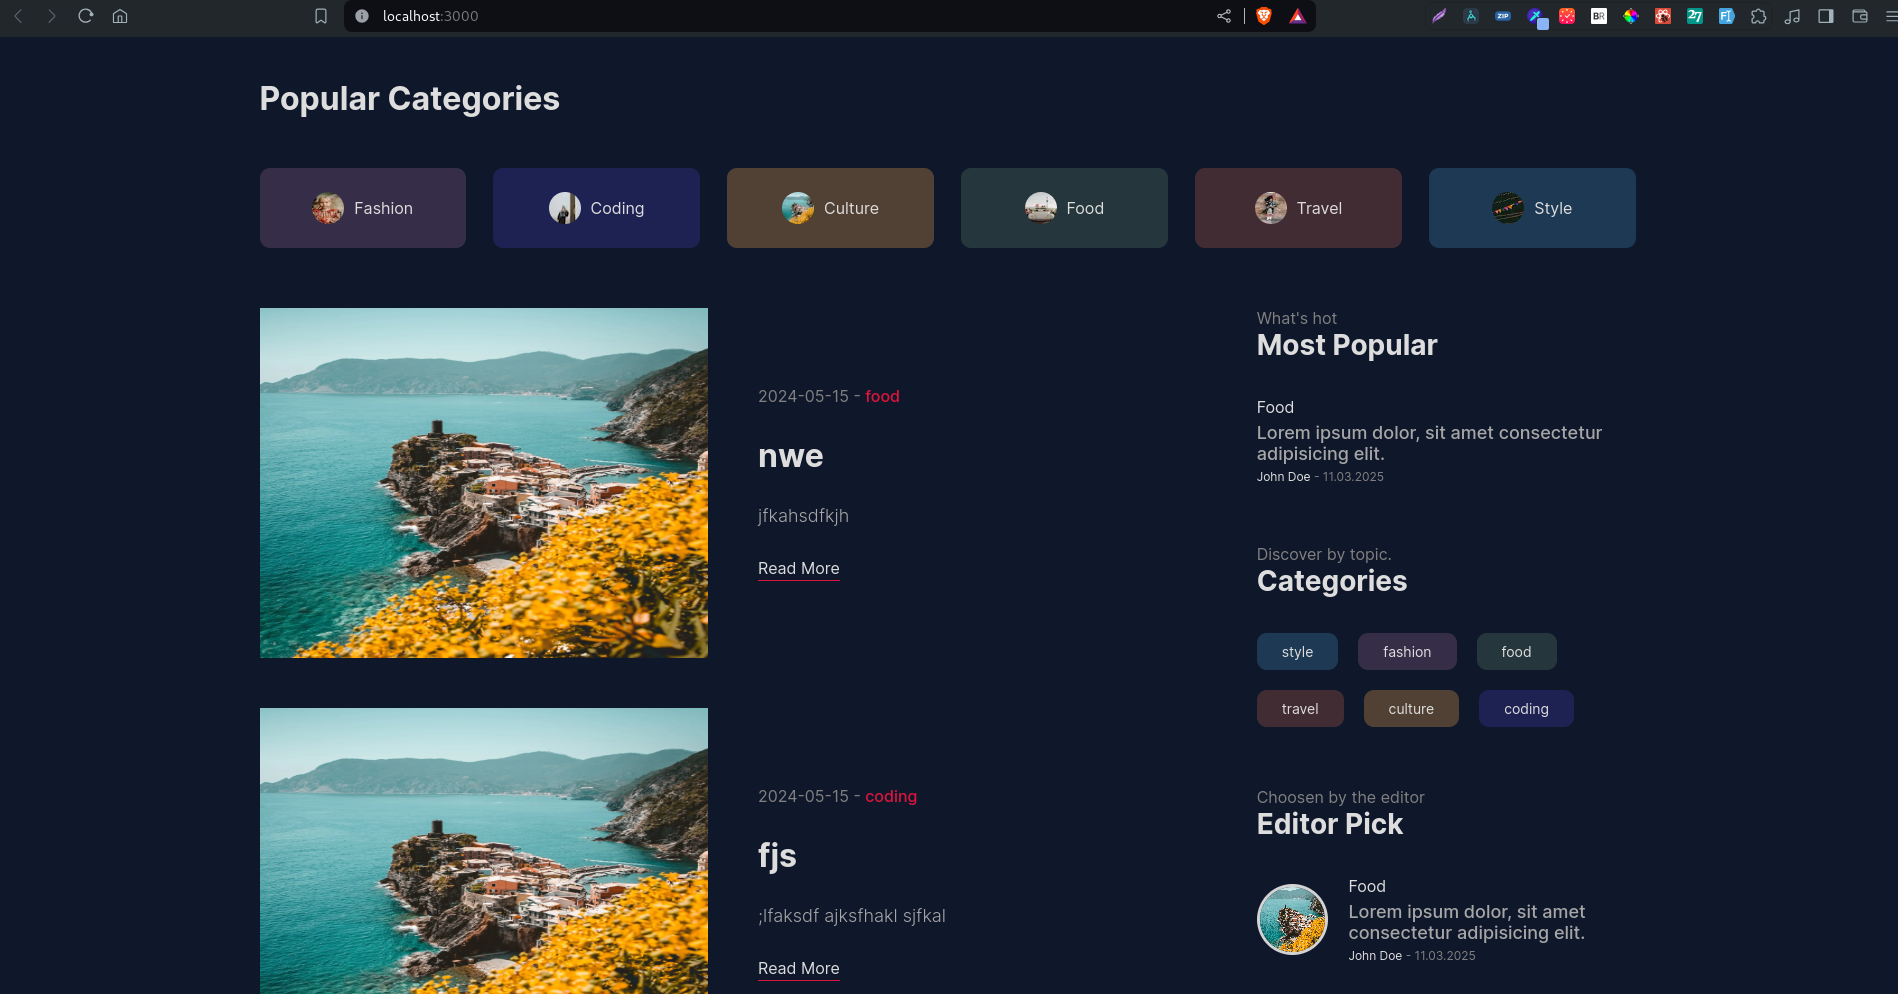 localhost:3000
ZIP
BR
27
F
Popular Categories
Fashion
Coding
Culture
Food
Travel
Style
2024-05-15 - food
nwe
jfkahsdfkjh
Read More
2024-05-15 - coding
fjs
;lfaksdf ajksfhakl sjfkal
Read More
What's hot
Most Popular
Food
Lorem ipsum dolor, sit amet consectetur
adipisicing elit.
John Doe - 11.03.2025
Discover by topic.
Categories
style
fashion
food
travel
culture
coding
Choosen by the editor
Editor Pick
Food
Lorem ipsum dolor, sit amet
consectetur adipisicing elit.
John Doe - 11.03.2025